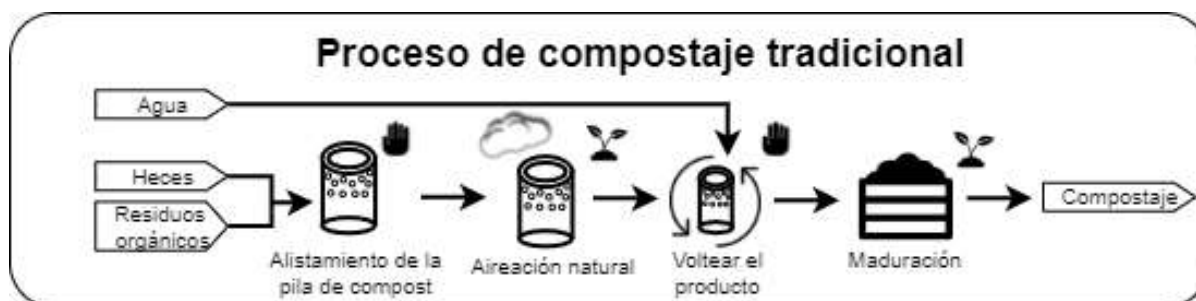 Proceso de compostaje tradicional
Agua
Heces
Residuos
orgánicos
Alistamiento de la
pila de compost
Aireación natural
Voltear el
producto
Maduración
Compostaje